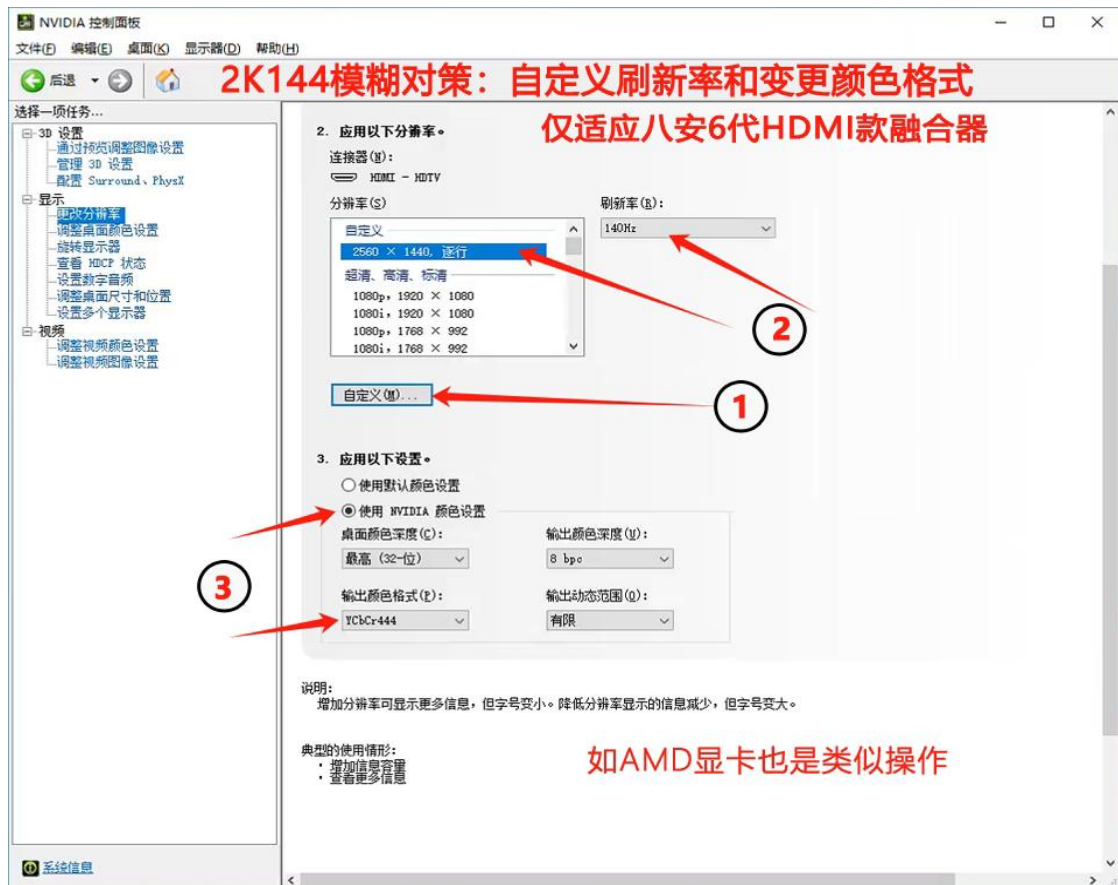 NVIDIA 控制面板
文件(F) 编辑(E) 桌面(K) 显示器(D) 帮助(H)
后退
2K144模糊对策：自定义刷新率和变更颜色格式
仅适应八安6代HDMI款融合器
选择一项任务...
3D 设置
通过预览调整图像设置
管理 3D 设置
配置 Surround、PhysX
显示
更改分辨率
调整桌面颜色设置
旋转显示器
查看 HDCP 状态
设置数字音频
调整桌面尺寸和位置
设置多个显示器
视频
调整视频颜色设置
调整视频图像设置
系统信息
2. 应用以下分辨率。
连接器(N)：
HDMI - HDTV
分辨率(S)
刷新率(R)：
自定义
140Hz
2560 × 1440, 逐行
超清、高清、标清
1080p, 1920 × 1080
1080i, 1920 × 1080
1080p, 1768 × 992
1080i, 1768 × 992
2
自定义(M)...
1
3. 应用以下设置。
使用默认颜色设置
使用 NVIDIA 颜色设置
桌面颜色深度(C)：
输出颜色深度(U)：
最高 (32-位)
8 bpc
3
输出颜色格式(P)：
输出动态范围(Q)：
YCbCr444
有限
说明：
增加分辨率可显示更多信息，但字号变小。降低分辨率显示的信息减少，但字号变大。
典型的使用情形：
· 增加信息容量
· 查看更多信息
如AMD显卡也是类似操作